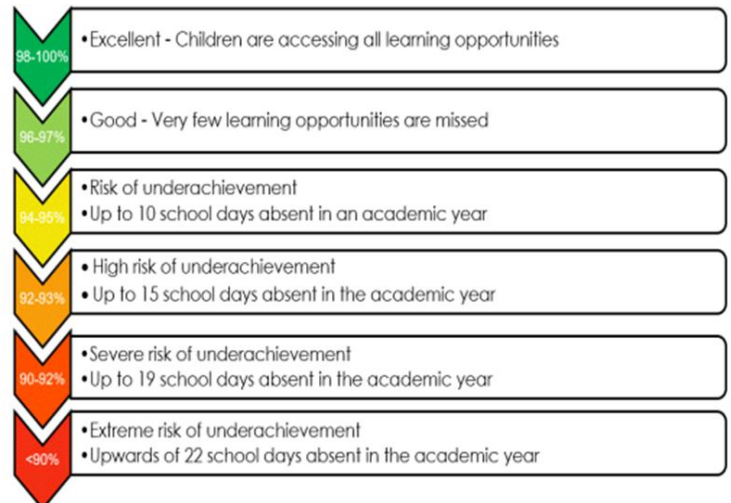 98-100%
•Excellent - Children are accessing all learning opportunities
96-97%
•Good - Very few learning opportunities are missed
94-95%
•Risk of underachievement
•Up to 10 school days absent in an academic year
92-93%
• High risk of underachievement
• Up to 15 school days absent in the academic year
90-92%
•Severe risk of underachievement
•Up to 19 school days absent in the academic year
<90%
•Extreme risk of underachievement
•Upwards of 22 school days absent in the academic year